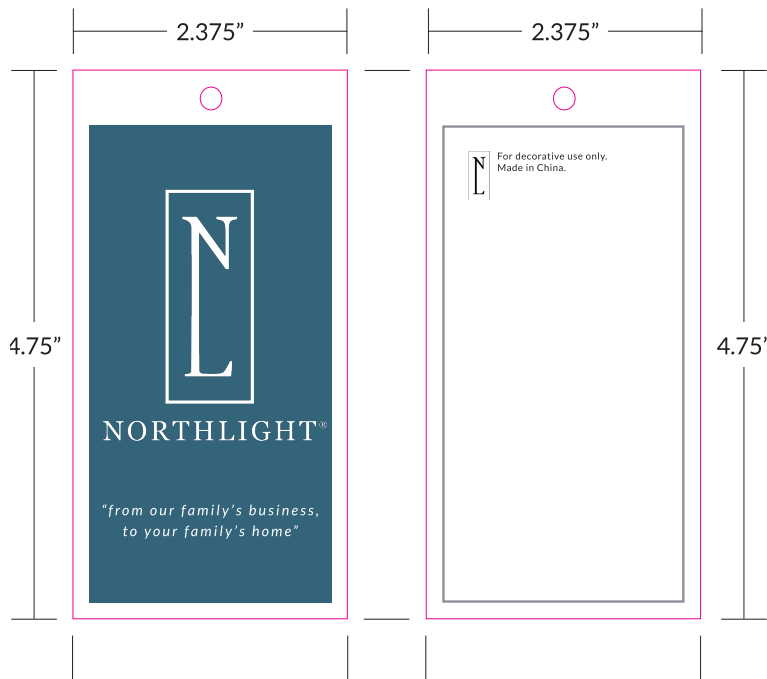 2.375”
2.375”
For decorative use only.
Made in China.
NL
NL
4.75”
4.75”
NORTHLIGHT®
“from our family’s business,
to your family’s home”